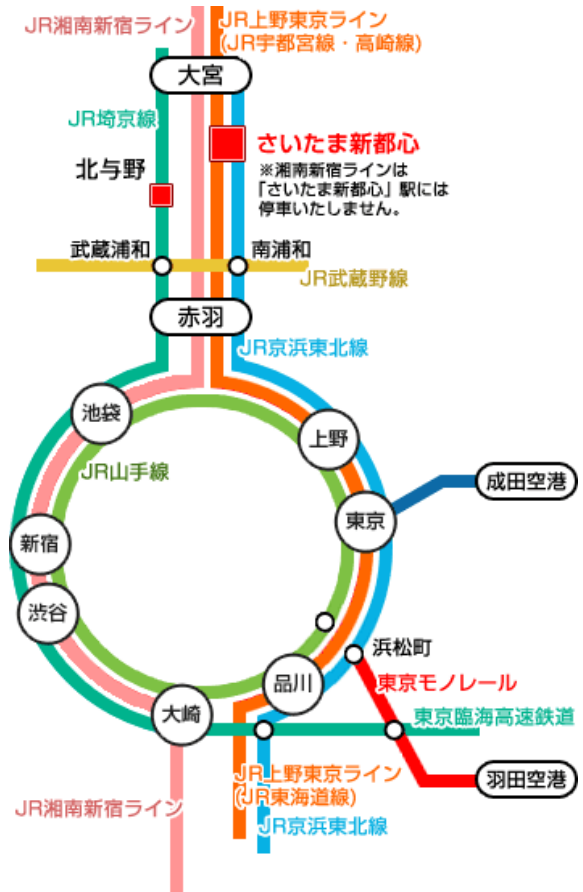 JR湘南新宿ライン
JR上野東京ライン
(JR宇都宮線・高崎線)
大宮
JR埼京線
さいたま新都心
※湘南新宿ラインは
「さいたま新都心」駅には
停車いたしません。
北与野
武蔵浦和
南浦和
JR武蔵野線
赤羽
JR京浜東北線
池袋
上野
JR山手線
成田空港
東京
新宿
渋谷
浜松町
品川
東京モノレール
大崎
東京臨海高速鉄道
JR上野東京ライン
(JR東海道線)
羽田空港
JR湘南新宿ライン
JR京浜東北線